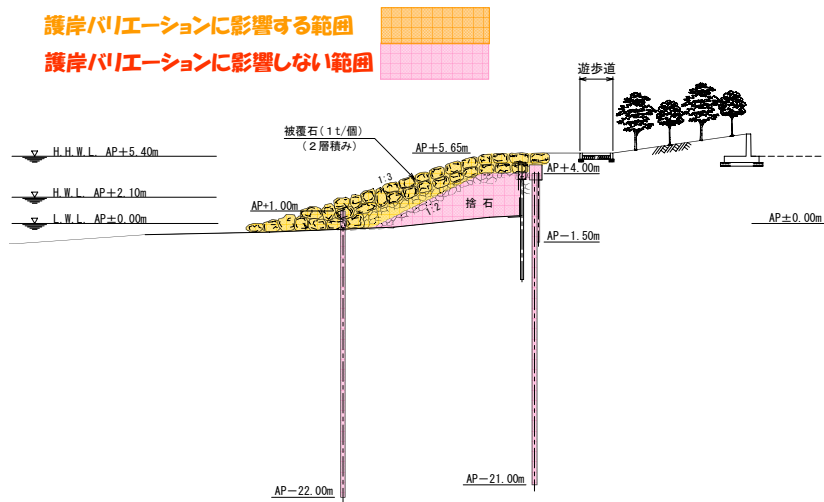 護岸バリエーションに影響する範囲
護岸バリエーションに影響しない範囲
遊歩道
被覆石(1t/個)
(2層積み)
AP+5.65m
H.H.W.L. AP+5.40m
AP+4.00m
1:3
H.W.L. AP+2.10m
AP+1.00m
1:2
捨 石
L.W.L. AP±0.00m
AP±0.00m
AP−1.50m
AP−21.00m
AP−22.00m